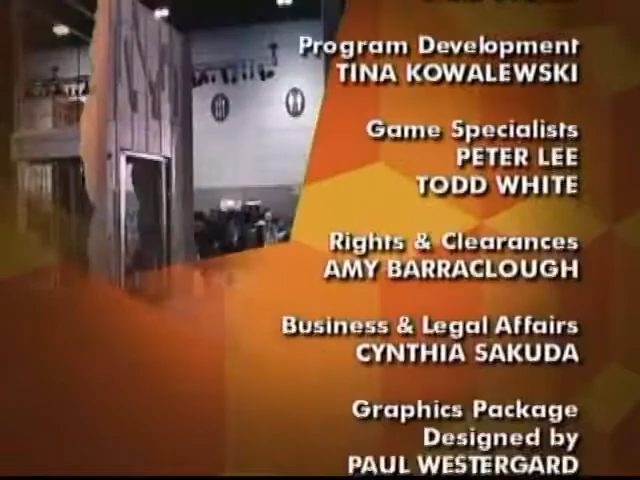 Program Development
TINA KOWALEWSKI
Game Specialists
PETER LEE
TODD WHITE
Rights & Clearances
AMY BARRACLOUGH
Business & Legal Affairs
CYNTHIA SAKUDA
Graphics Package
Designed by
PAUL WESTERGARD